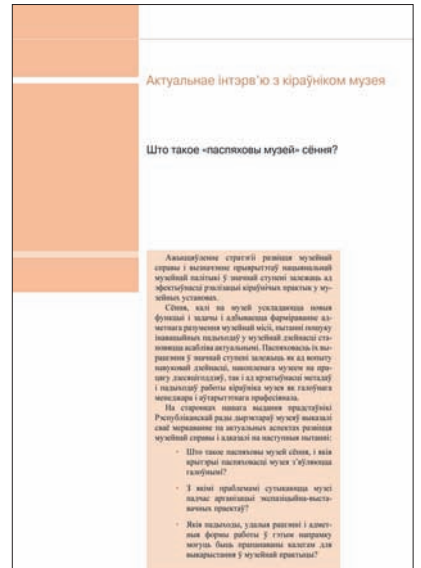 Актуальнае інтэрв'ю з кіраўніком музея
Што такое «паспяховы музей» сёння?
Ажыццяўленне стратэгіі развіцця музейнай
справы і вызначэнне прыярытэтаў нацыянальнай
музейнай палітыкі ў значнай ступені залежаць ад
эфектыўнасці рэалізацыі кіраўнічых практык у му-
зейных установах.
Сёння, калі на музей ускладаюцца новыя
функцыі і задачы і адбываецца фарміраванне ад-
метнага разумення музейнай місіі, пытанні пошуку
інавацыйных падыходаў у музейнай дзейнасці ста-
новяцца асабліва актуальнымі. Паспяховасць іх вы-
рашэння ў значнай ступені залежыць як ад вопыту
навуковай дзейнасці, накопленага музеем на пра-
цягу дзесяцігоддзяў, так і ад крэатыўнасці метадаў
і падыходаў работы кіраўніка музея як галоўнага
менеджара і аўтарытэтнага прафесіянала.
На старонках нашага выдання прадстаўнікі
Рэспубліканскай рады дырэктараў музеяў выказалі
сваё меркаванне па актуальных аспектах развіцця
музейнай справы і адказалі на наступныя пытанні:
• Што такое паспяховы музей сёння, і якія
крытэрыі паспяховасці музея з'яўляюцца
галоўнымі?
• З якімі праблемамі сутыкаюцца музеі
падчас арганізацыі экспазіцыйна-выста-
вачных праектаў?
• Якія падыходы, удалыя рашэнні і адмет-
ныя формы работы ў гэтым напрамку
могуць быць прапанаваны калегам для
выкарыстання ў музейнай практыцы?